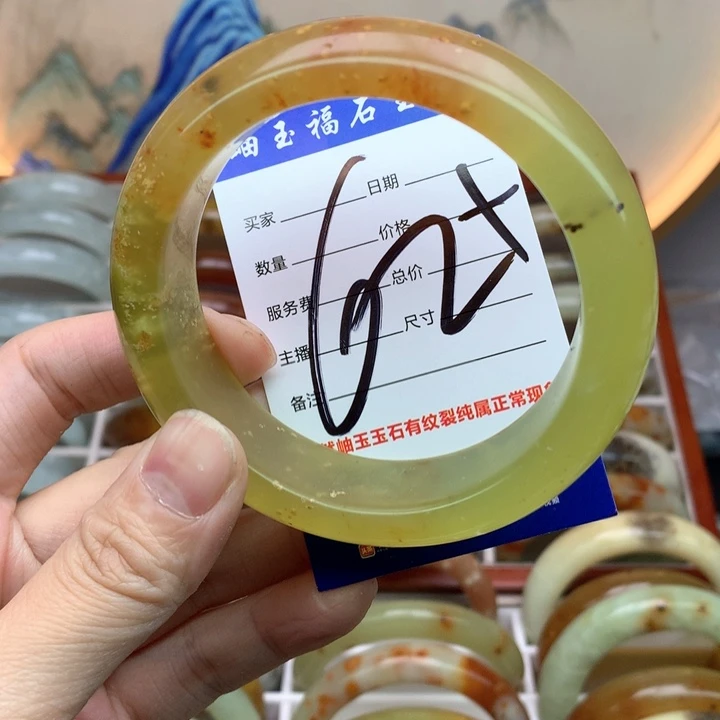 岫玉福石
买家 日期
数量 价格
服务费 总价
主播 尺寸
备注
62+
岫玉玉石有纹裂纯属正常现